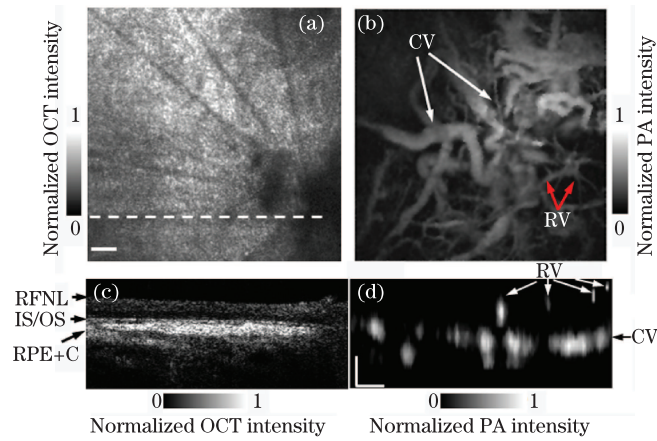 (a)
Normalized OCT intensity
1
0
(b)
CV
RV
Normalized PA intensity
1
0
(c)
RFNL
IS/OS
RPE+C
0
1
Normalized OCT intensity
(d)
RV
CV
0
1
Normalized PA intensity